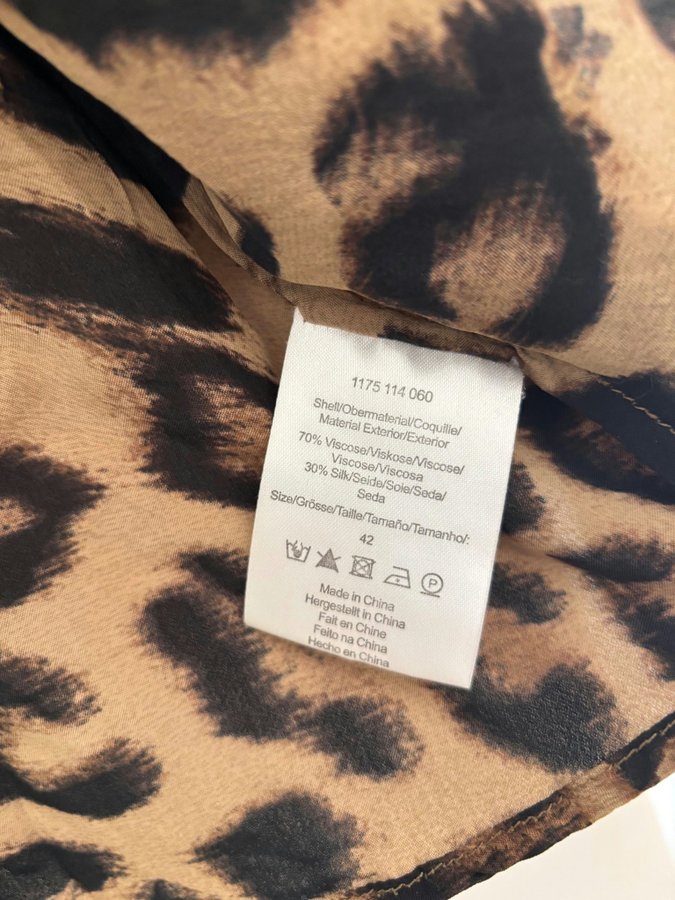 1175 114 060
Shell/Obermaterial/Coquille/
Material Exterior/Exterior
70% Viscose/Viskose/Viscose/
Viscose/Viscosa
30% Silk/Seide/Soie/Seda/
Seda
Size/Grösse/Taille/Tamaño/Tamanho/:
42
P
Made in China
Hergestellt in China
Fait en Chine
Feito na China
Hecho en China